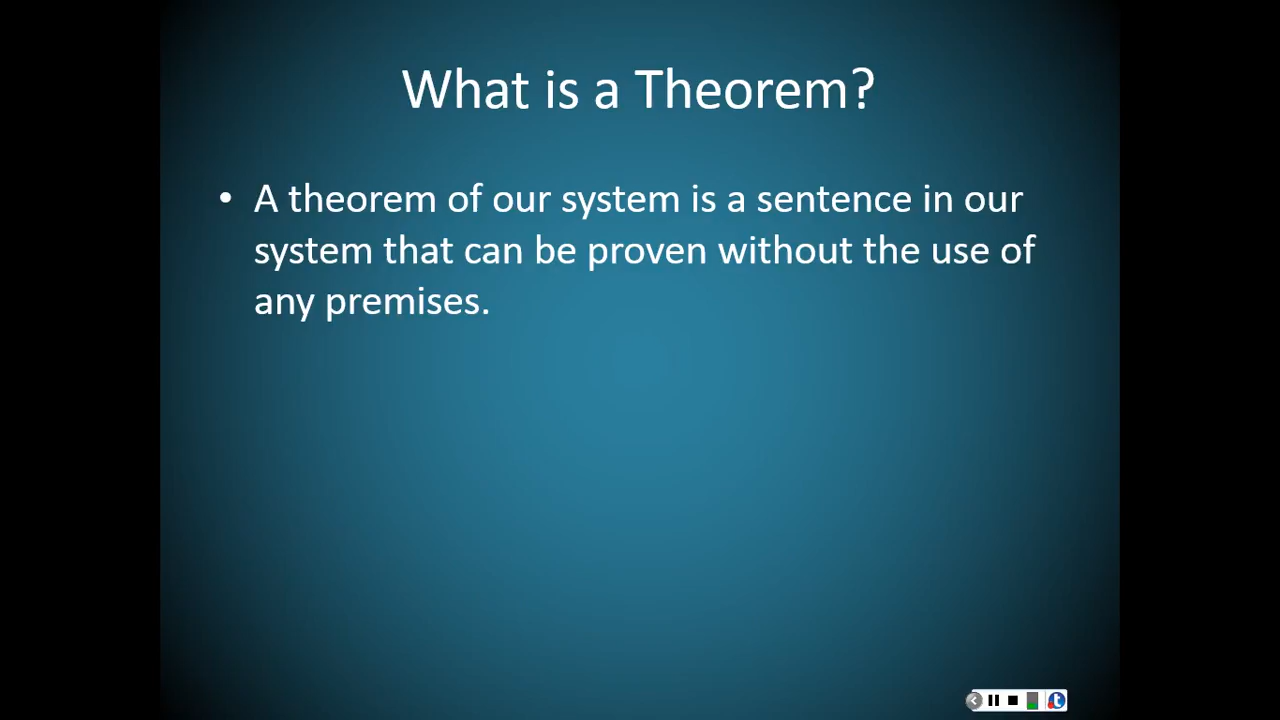 What is a Theorem?
• A theorem of our system is a sentence in our
system that can be proven without the use of
any premises.